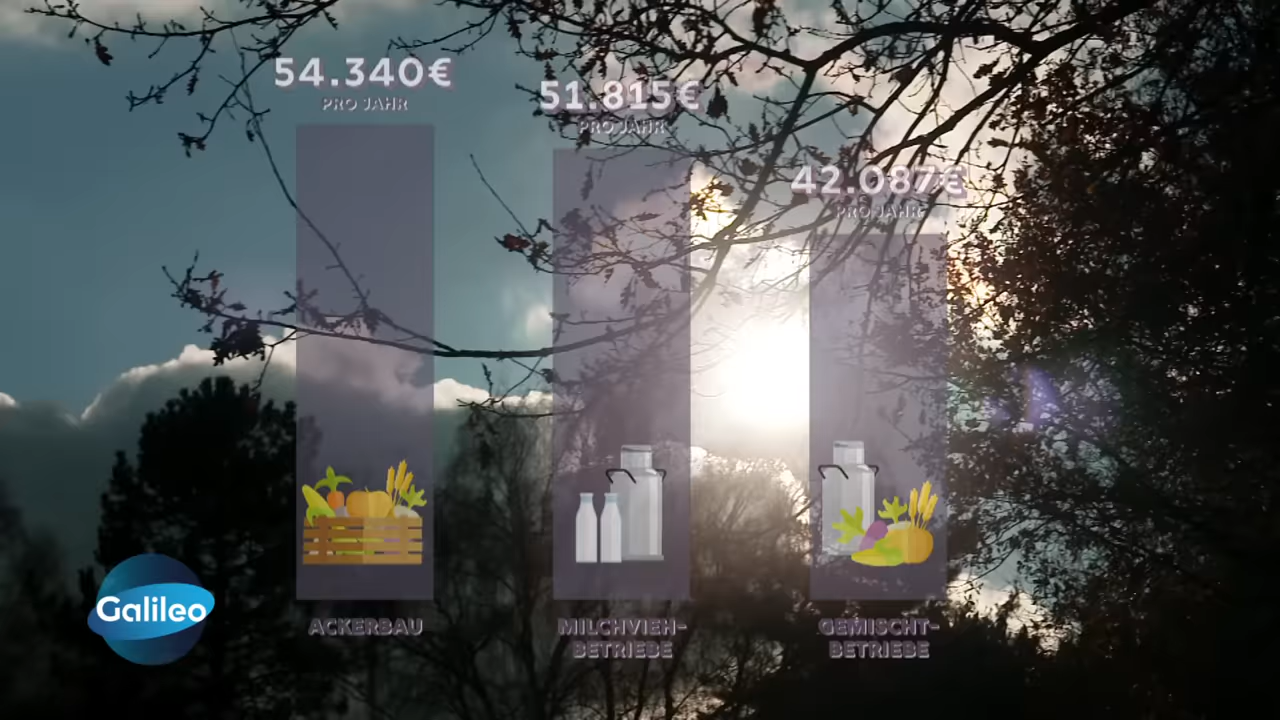 54.340€
PRO JAHR
51.815€
PRO JAHR
42.087€
PRO JAHR
Galileo
ACKERBAU
MILCHVIEH-
BETRIEBE
GEMISCHT-
BETRIEBE